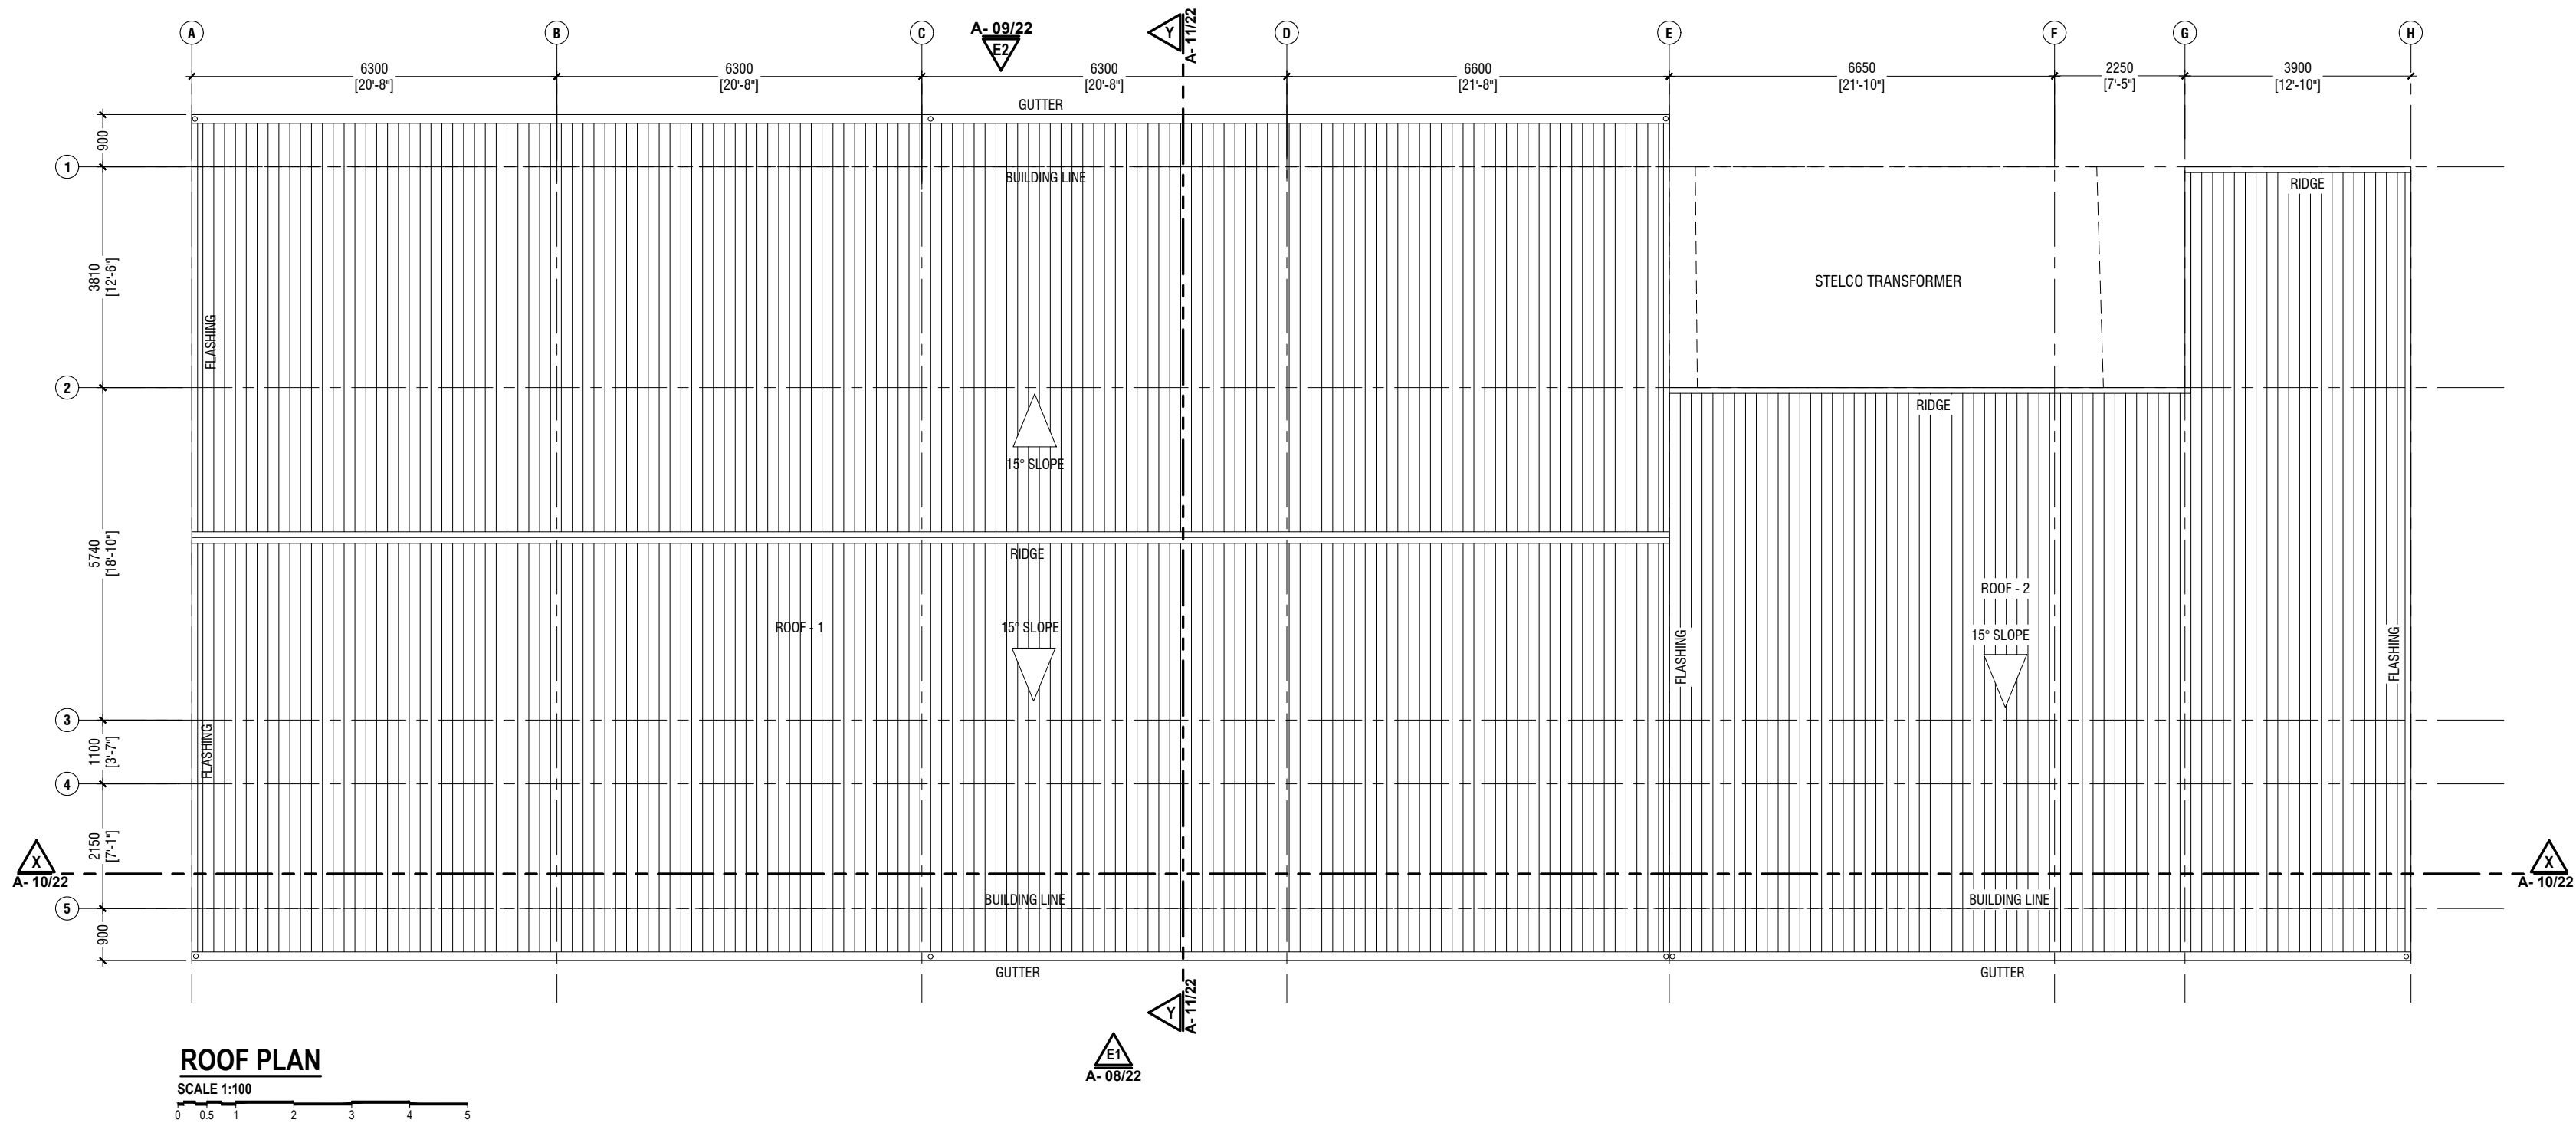 A
B
C
D
E
F
G
H
A- 09/22
E2
Y
A- 11/22
6300
[20'-8"]
6300
[20'-8"]
6300
[20'-8"]
6600
[21'-8"]
6650
[21'-10"]
2250
[7'-5"]
3900
[12'-10"]
GUTTER
900
1
BUILDING LINE
RIDGE
3810
[12'-6"]
STELCO TRANSFORMER
FLASHING
2
RIDGE
15° SLOPE
5740
[18'-10"]
RIDGE
ROOF - 2
ROOF - 1
15° SLOPE
15° SLOPE
FLASHING
FLASHING
3
1100
[3'-7"]
FLASHING
4
2150
[7'-1"]
X
A- 10/22
X
A- 10/22
BUILDING LINE
BUILDING LINE
5
900
GUTTER
GUTTER
Y
A- 11/22
E1
A- 08/22
ROOF PLAN
SCALE 1:100
0 0.5 1 2 3 4 5